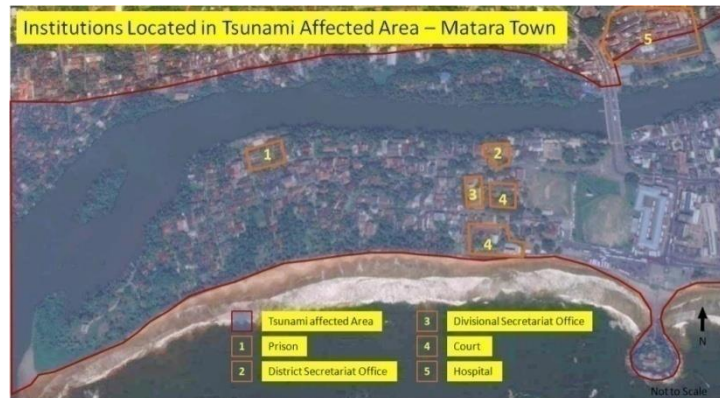 Institutions Located in Tsunami Affected Area – Matara Town
5
1
2
3
4
4
Tsunami affected Area
1 Prison
2 District Secretariat Office
3 Divisional Secretariat Office
4 Court
5 Hospital
N
Not to Scale